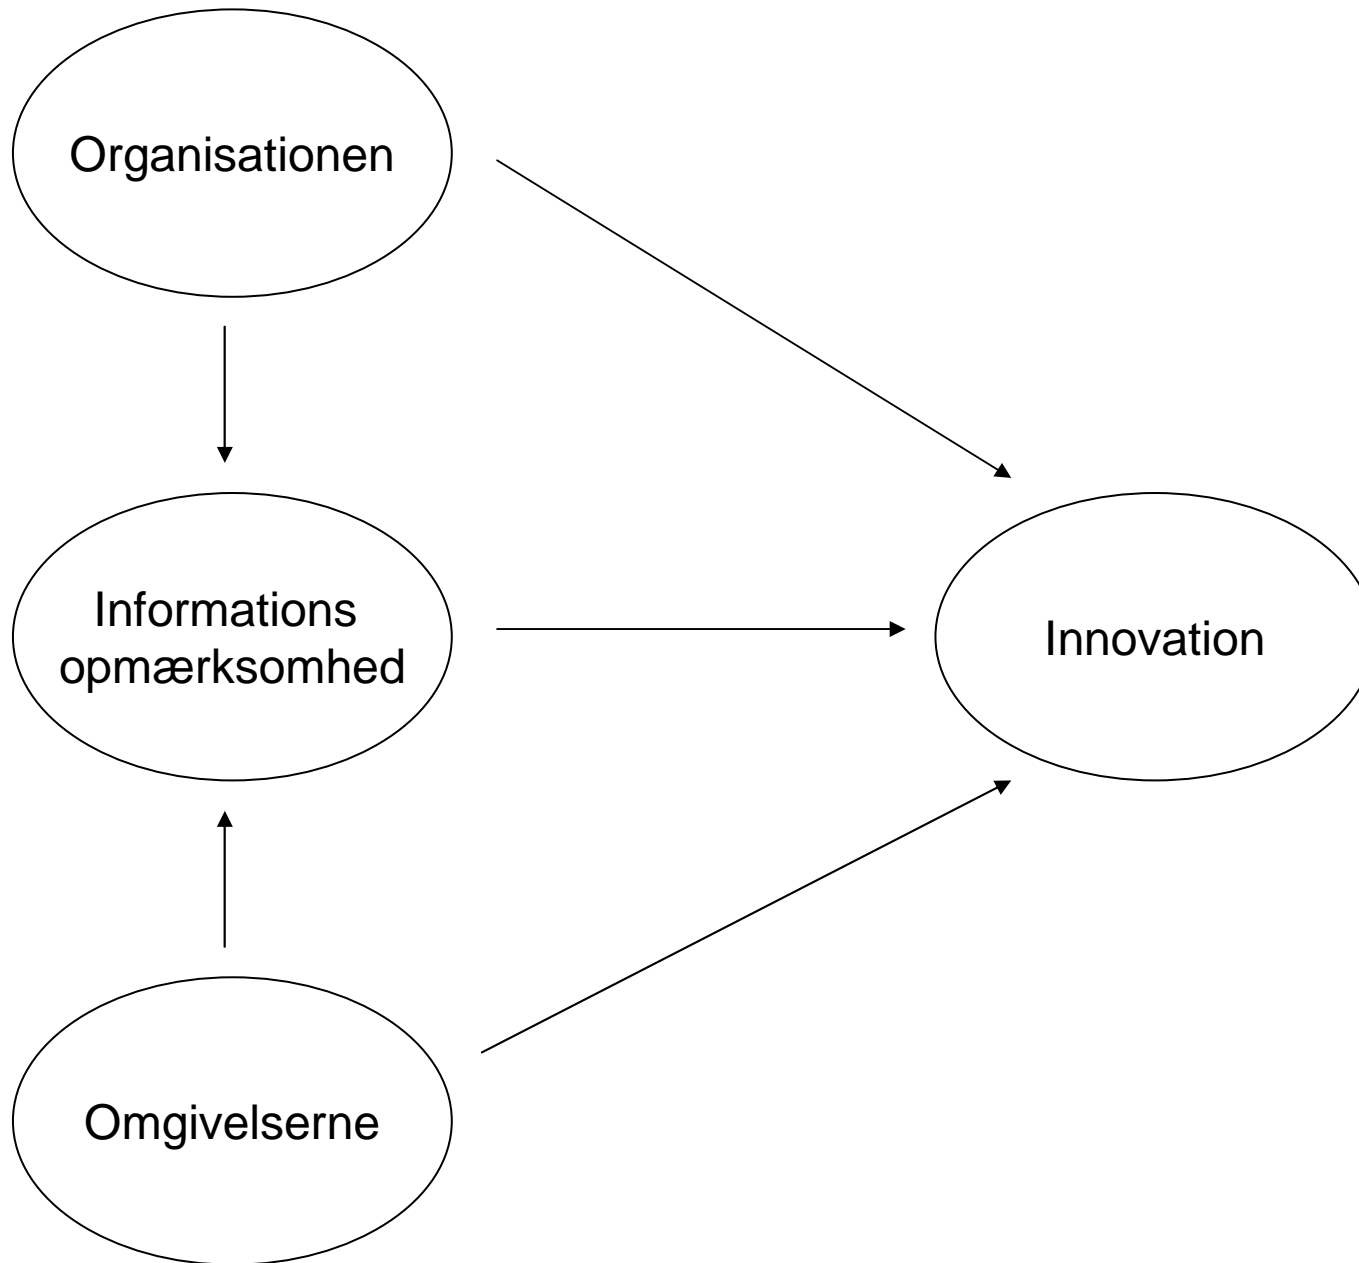 Organisationen
Informations
opmærksomhed
Innovation
Omgivelserne